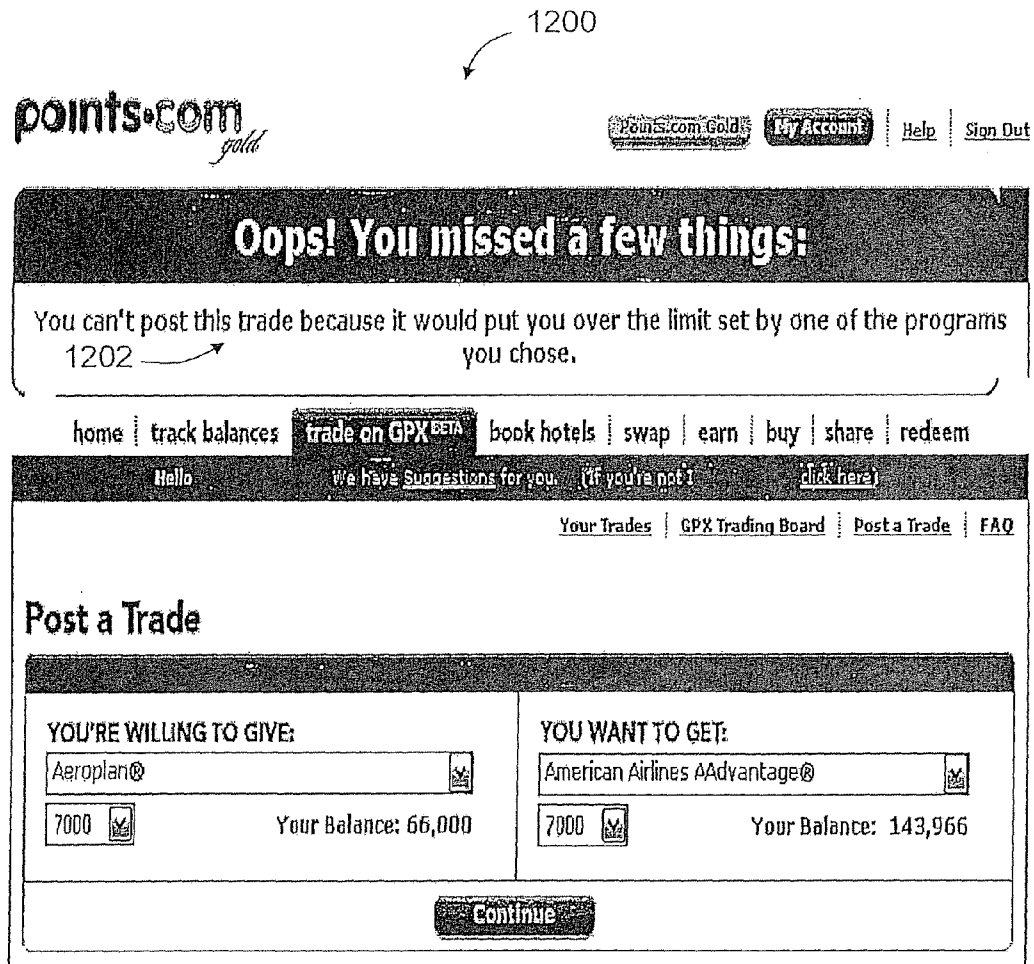 1200
points.com gold
Points.com Gold My Account Help Sign Out
Oops! You missed a few things:
You can't post this trade because it would put you over the limit set by one of the programs
1202 you chose.
home track balances trade on GPX BETA book hotels swap earn buy share redeem
Hello We have Suggestions for you. (If you're not click here)
Your Trades GPX Trading Board Post a Trade FAQ
Post a Trade
YOU'RE WILLING TO GIVE: YOU WANT TO GET:
Aeroplan® American Airlines AAdvantage®
7000 Your Balance: 66,000 7000 Your Balance: 143,966
Continue